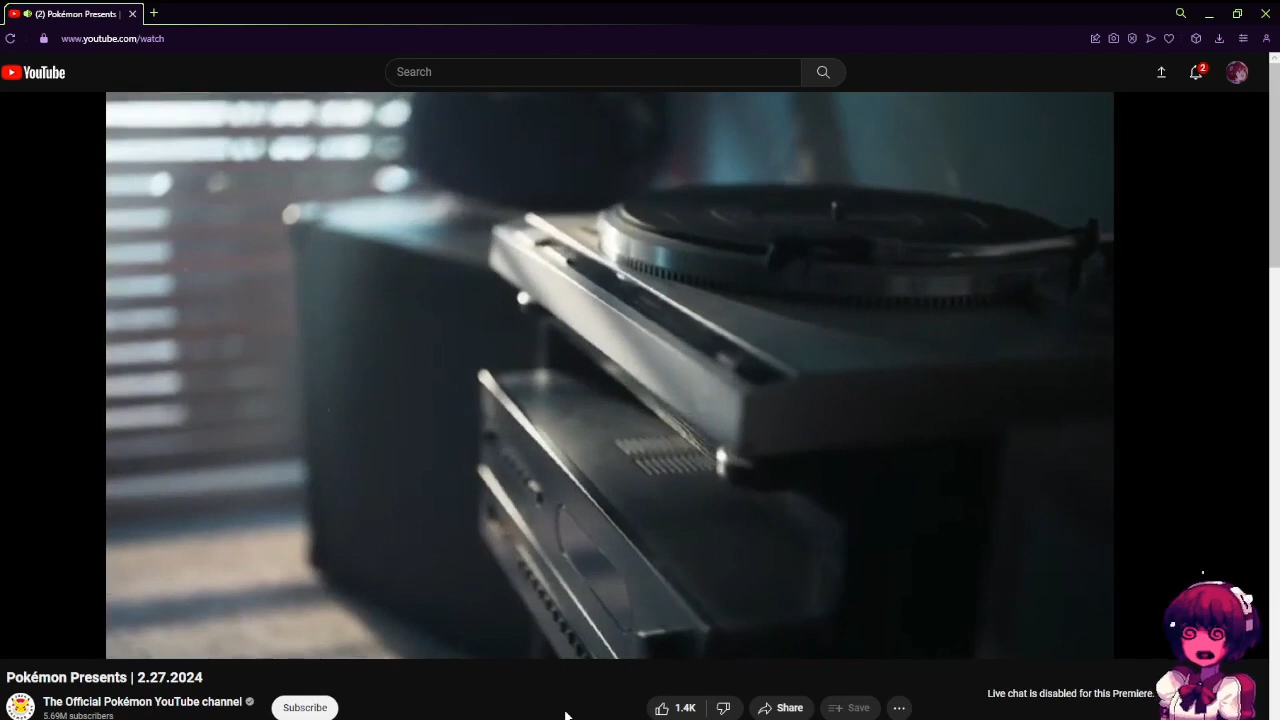 (2) Pokémon Presents |
www.youtube.com/watch
YouTube
Search
2
Pokémon Presents | 2.27.2024
The Official Pokémon YouTube channel
5.69M subscribers
Subscribe
1.4K
Share
Save
Live chat is disabled for this Premiere.